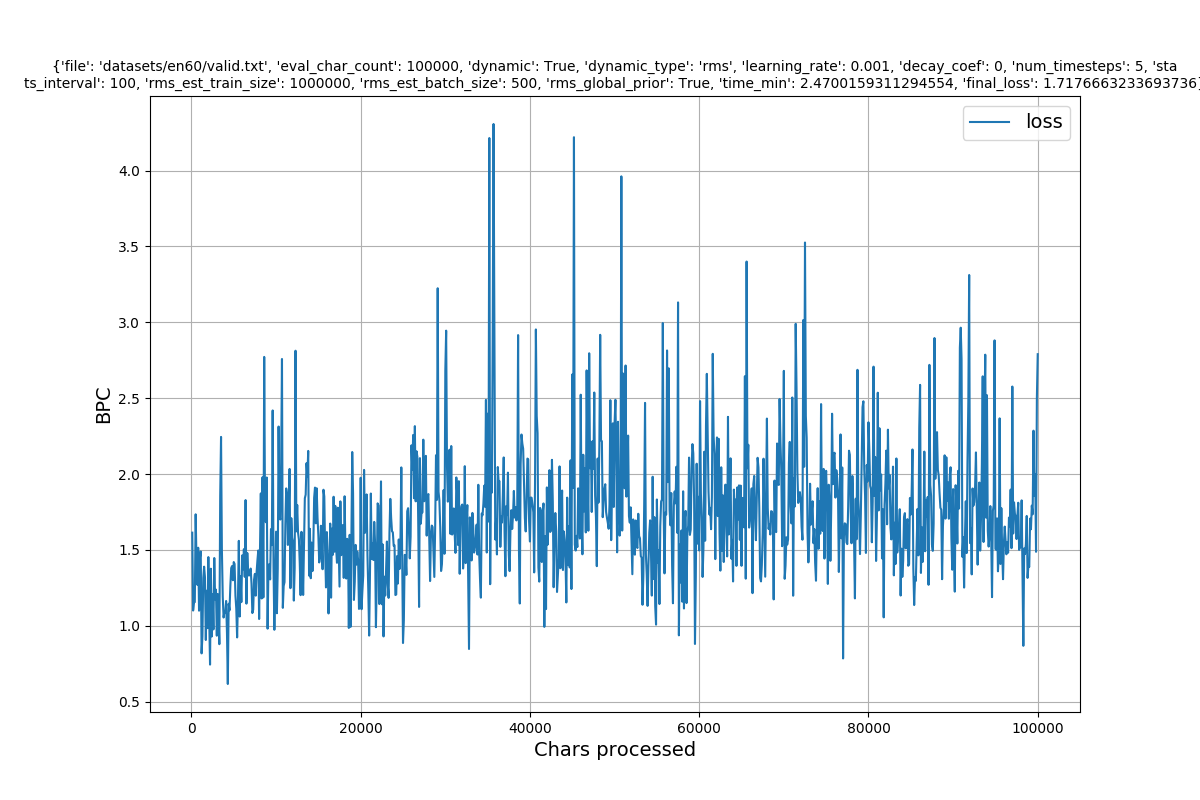 {'file': 'datasets/en60/valid.txt', 'eval_char_count': 100000, 'dynamic': True, 'dynamic_type': 'rms', 'learning_rate': 0.001, 'decay_coef': 0, 'num_timesteps': 5, 'sta
ts_interval': 100, 'rms_est_train_size': 1000000, 'rms_est_batch_size': 500, 'rms_global_prior': True, 'time_min': 2.4700159311294554, 'final_loss': 1.7176663233693736}
loss
4.0
3.5
3.0
2.5
2.0
1.5
1.0
0.5
BPC
0 20000 40000 60000 80000 100000
Chars processed